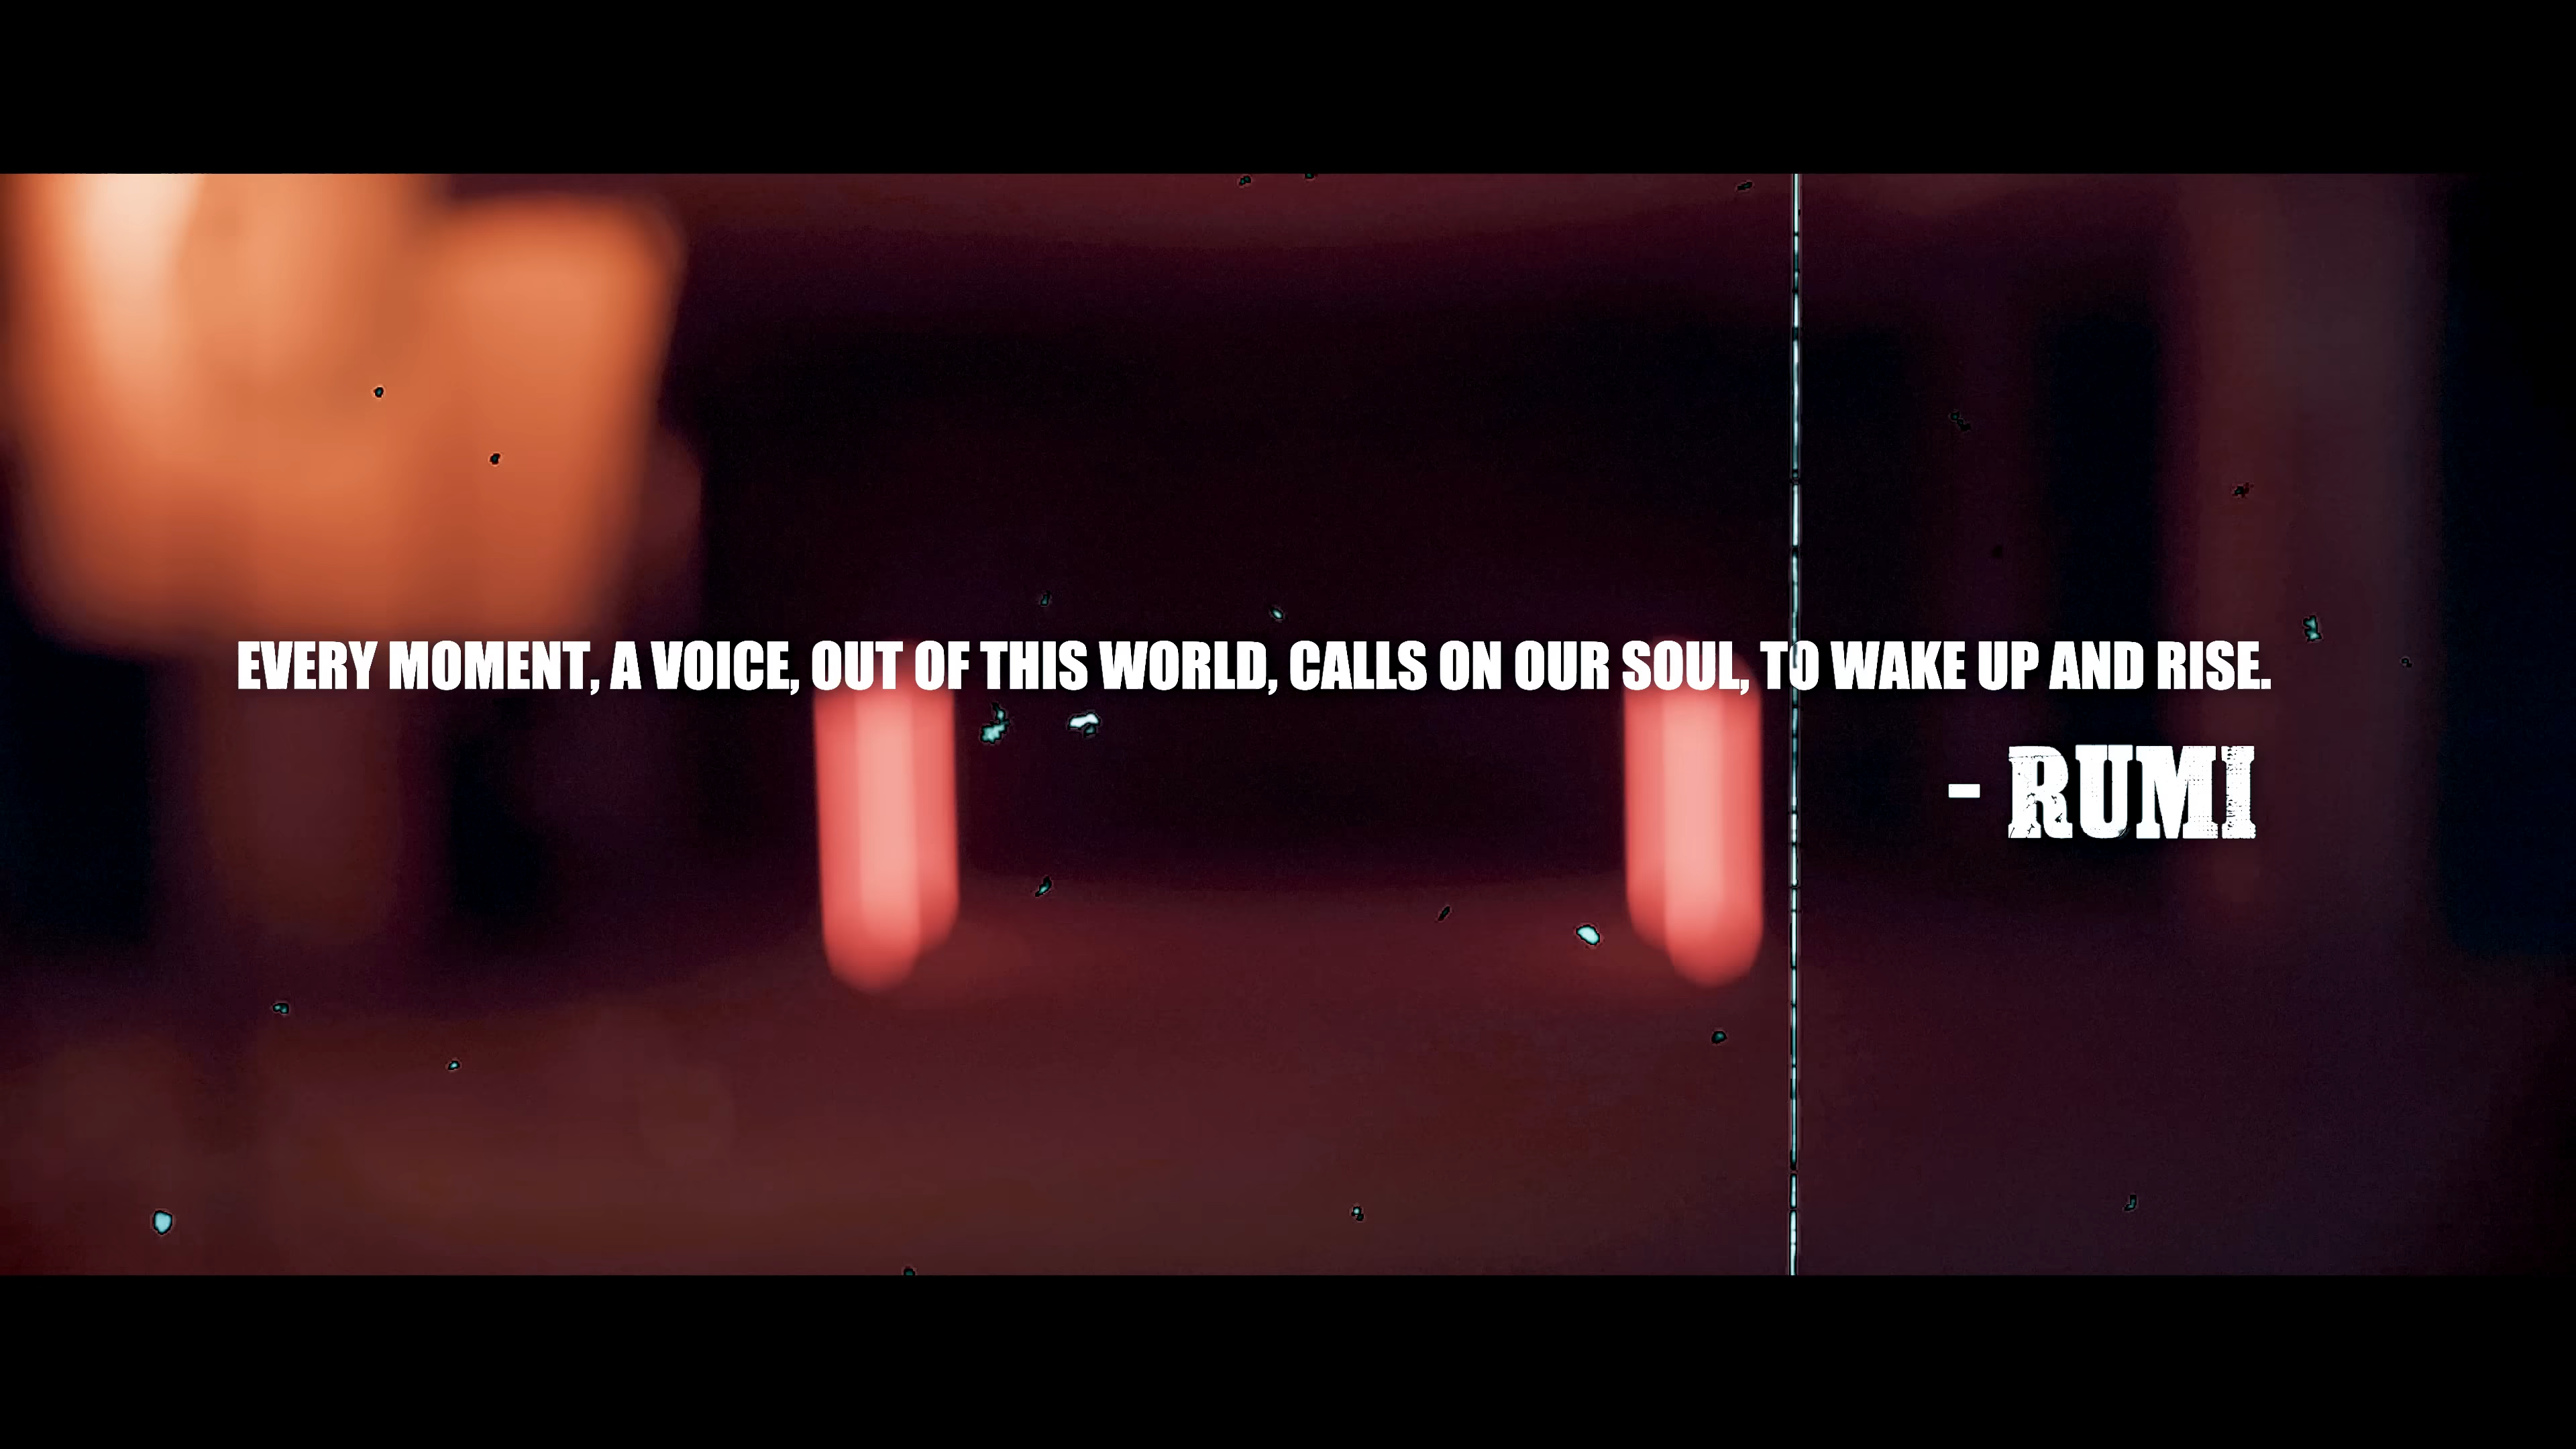 EVERY MOMENT, A VOICE, OUT OF THIS WORLD, CALLS ON OUR SOUL, TO WAKE UP AND RISE.
- RUMI